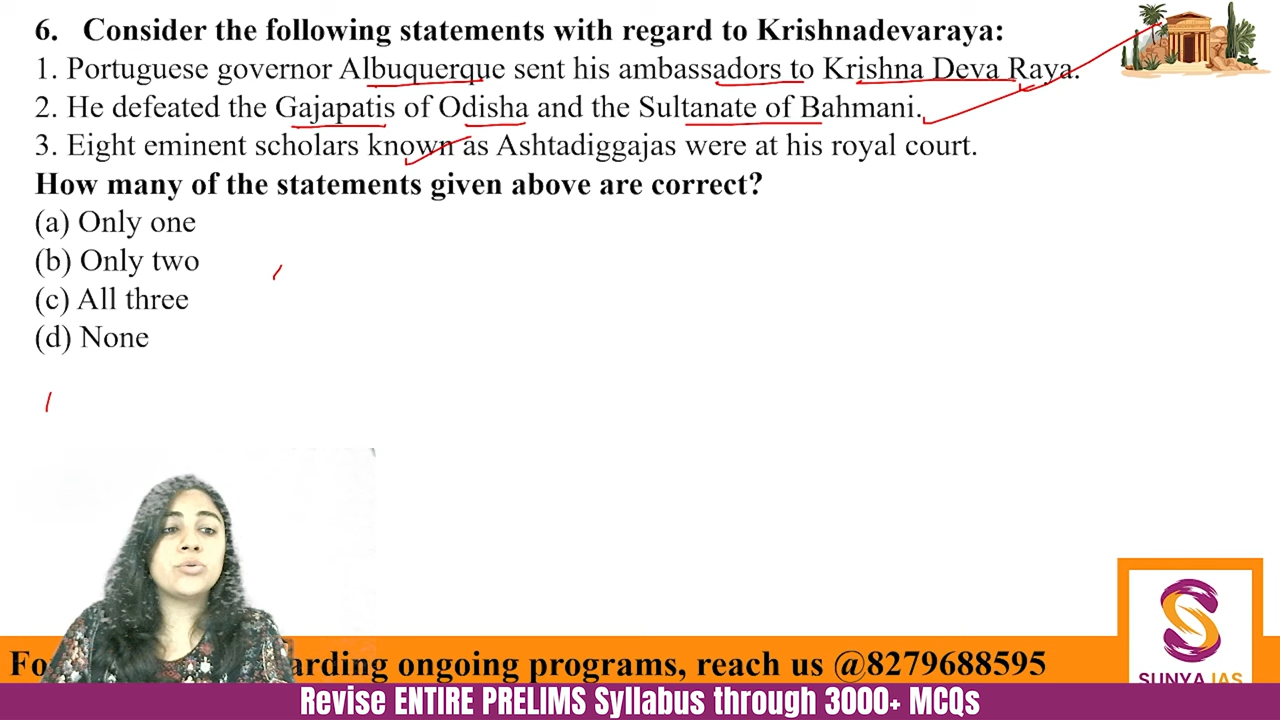 6. Consider the following statements with regard to Krishnadevaraya:
1. Portuguese governor Albuquerque sent his ambassadors to Krishna Deva Raya.
2. He defeated the Gajapatis of Odisha and the Sultanate of Bahmani.
3. Eight eminent scholars known as Ashtadiggajas were at his royal court.
How many of the statements given above are correct?
(a) Only one
(b) Only two
(c) All three
(d) None
Fo arding ongoing programs, reach us @8279688595
SUNYA IAS
Revise ENTIRE PRELIMS Syllabus through 3000+ MCQs